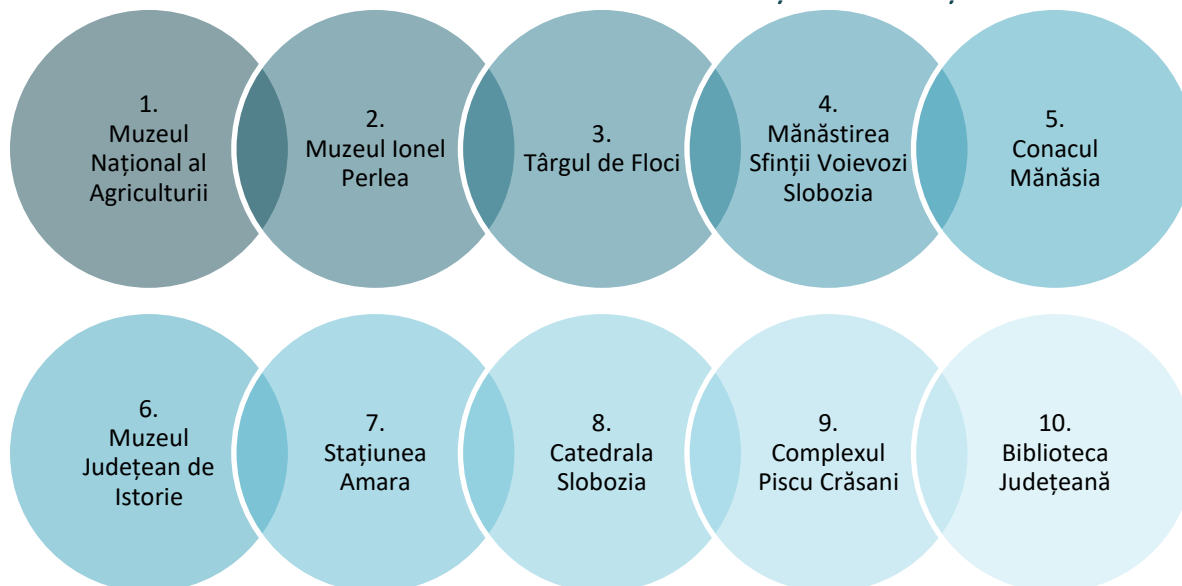 1.
Muzeul
Național al
Agriculturii
2.
Muzeul Ionel
Perlea
3.
Târgul de Floci
4.
Mănăstirea
Sfinții Voievozi
Slobozia
5.
Conacul
Mănăsia
6.
Muzeul
Județean de
Istorie
7.
Stațiunea
Amara
8.
Catedrala
Slobozia
9.
Complexul
Piscu Crăsani
10.
Biblioteca
Județeană